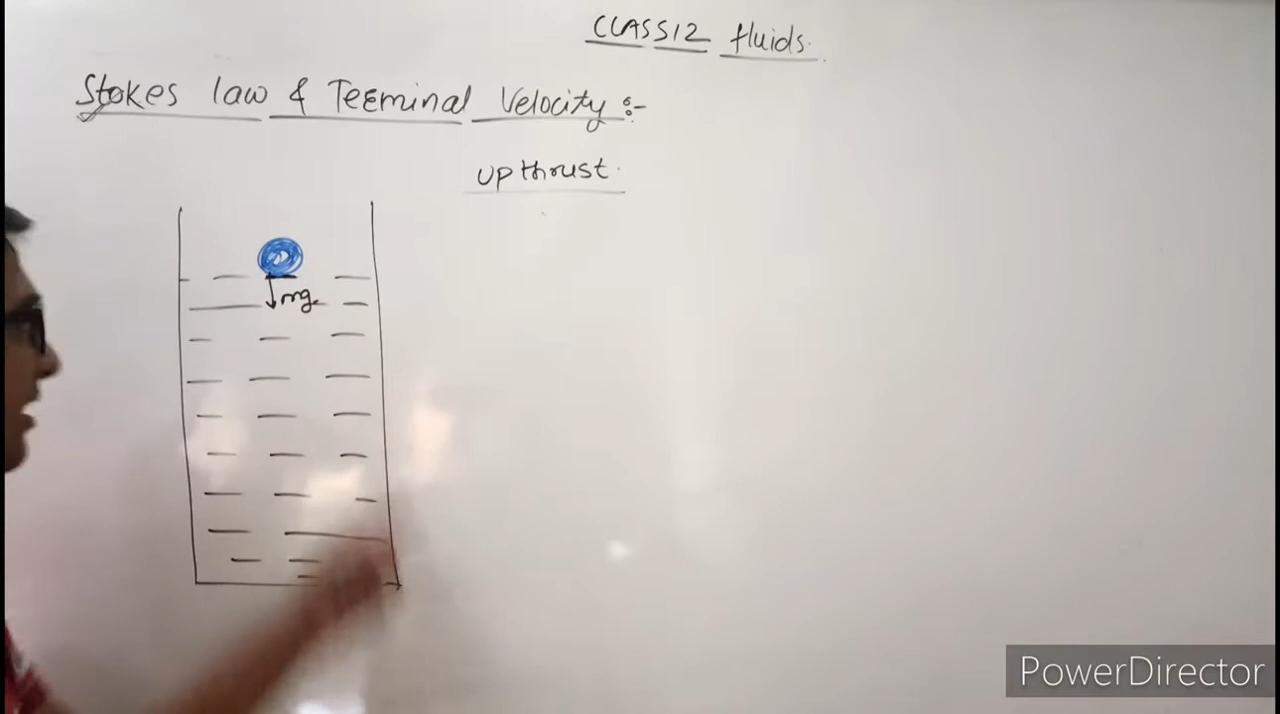 CLASS12 fluids.
Stokes law & Terminal Velocity :-
upthrust.
mg
PowerDirector